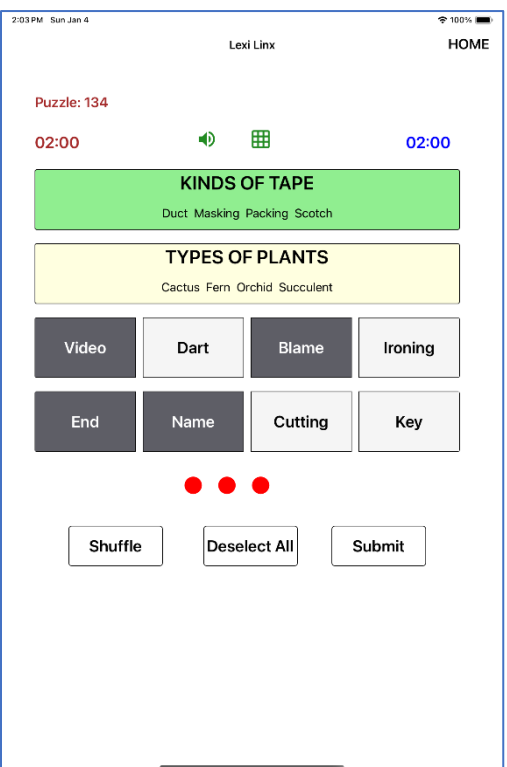 2:03 PM Sun Jan 4 100%
Lexi Linx HOME
Puzzle: 134
02:00 02:00
KINDS OF TAPE
Duct Masking Packing Scotch
TYPES OF PLANTS
Cactus Fern Orchid Succulent
Video Dart Blame Ironing
End Name Cutting Key
Shuffle Deselect All Submit